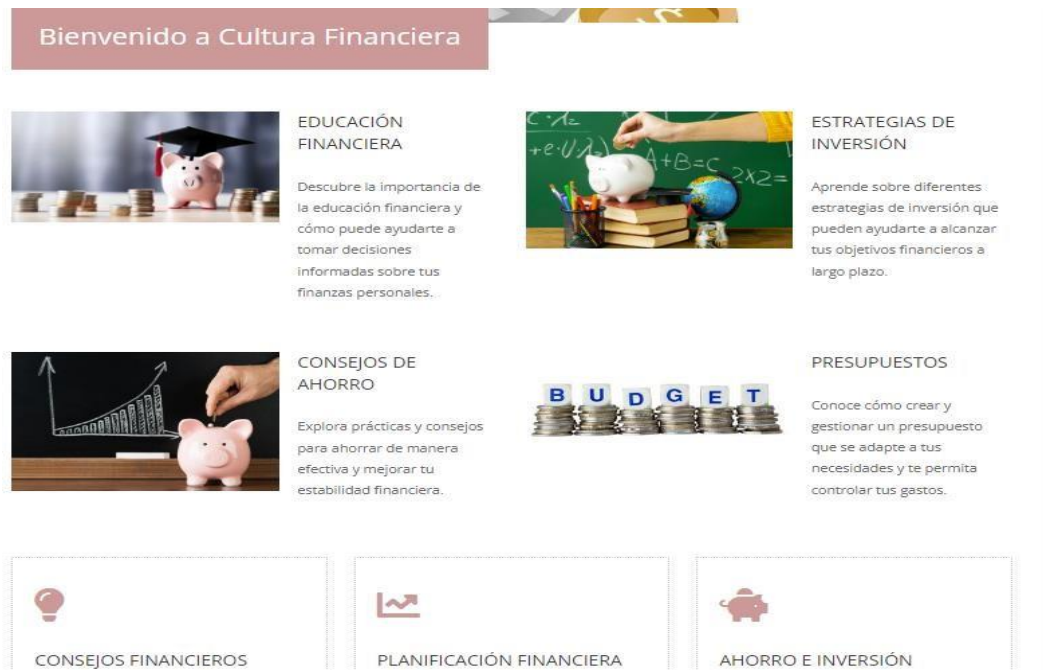 Bienvenido a Cultura Financiera
EDUCACIÓN
FINANCIERA
Descubre la importancia de
la educación financiera y
cómo puede ayudarte a
tomar decisiones
informadas sobre tus
finanzas personales.
ESTRATEGIAS DE
INVERSIÓN
Aprende sobre diferentes
estrategias de inversión que
pueden ayudarte a alcanzar
tus objetivos financieros a
largo plazo.
A+B=C
2X2=
CONSEJOS DE
AHORRO
Explora prácticas y consejos
para ahorrar de manera
efectiva y mejorar tu
estabilidad financiera.
BUDGET
PRESUPUESTOS
Conoce cómo crear y
gestionar un presupuesto
que se adapte a tus
necesidades y te permita
controlar tus gastos.
CONSEJOS FINANCIEROS
PLANIFICACIÓN FINANCIERA
AHORRO E INVERSIÓN